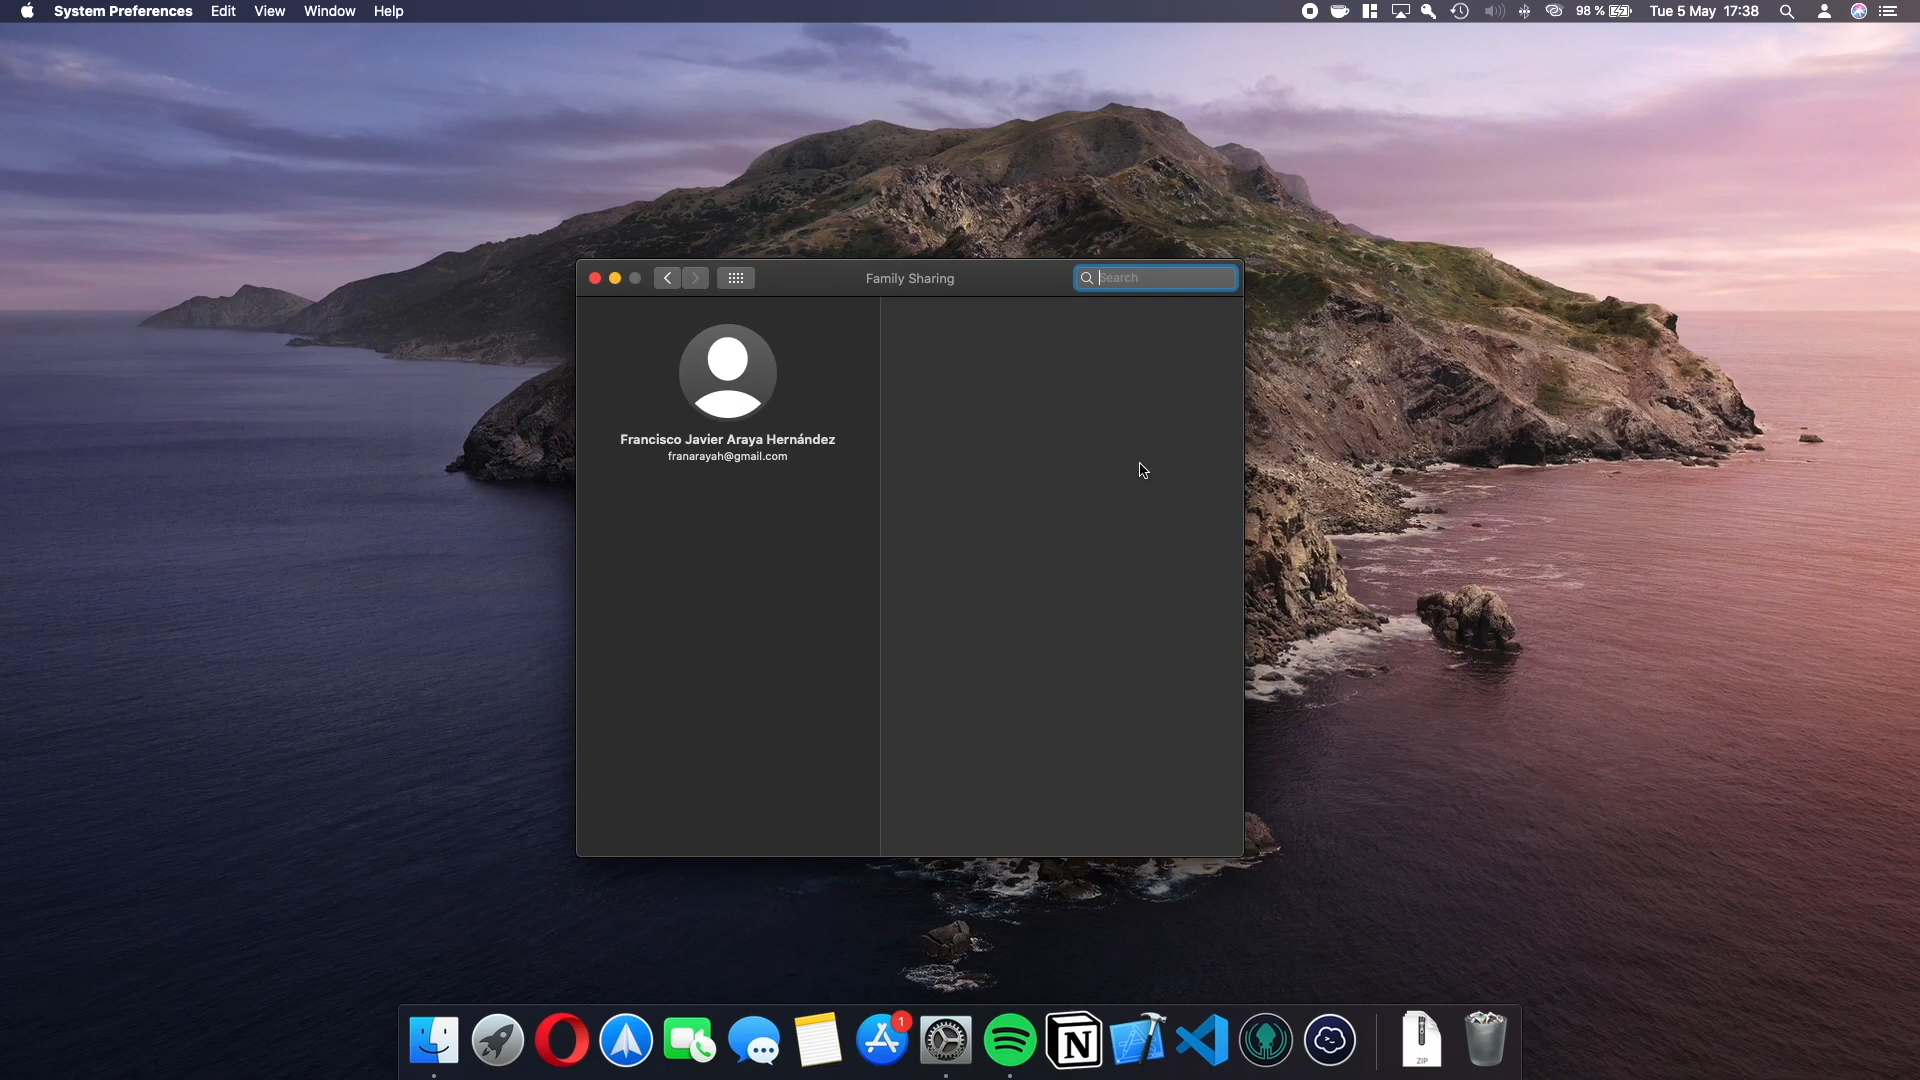 System Preferences Edit View Window Help 98 % Tue 5 May 17:38
Family Sharing
Search
Francisco Javier Araya Hernández
franarayah@gmail.com
1
N
ZIP